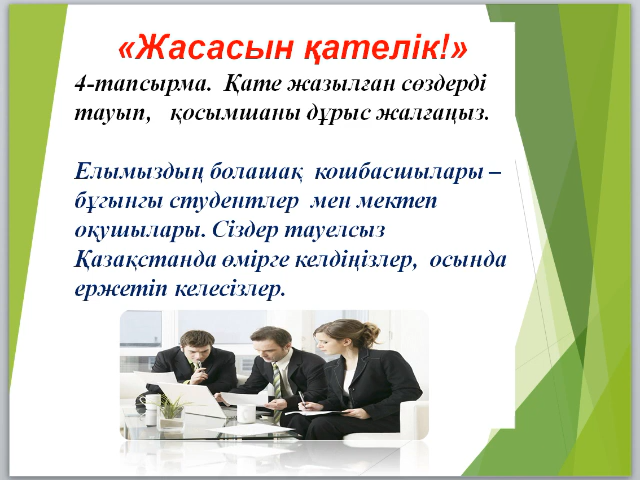 «Жасасын қателік!»
4-тапсырма. Қате жазылған сөздерді
тауып, қосымшаны дұрыс жалғаңыз.
Елымыздың болашақ кошбасшылары –
бұгынгы студентлер мен мектеп
оқушылары. Сіздер тауелсыз
Қазақстанда өмірге келдіңізлер, осында
ержетіп келесізлер.